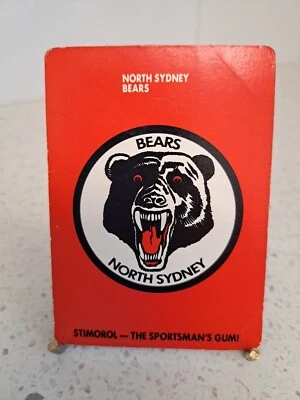 NORTH SYDNEY
BEARS
BEARS
NORTH SYDNEY
STIMOROL — THE SPORTSMAN'S GUM!